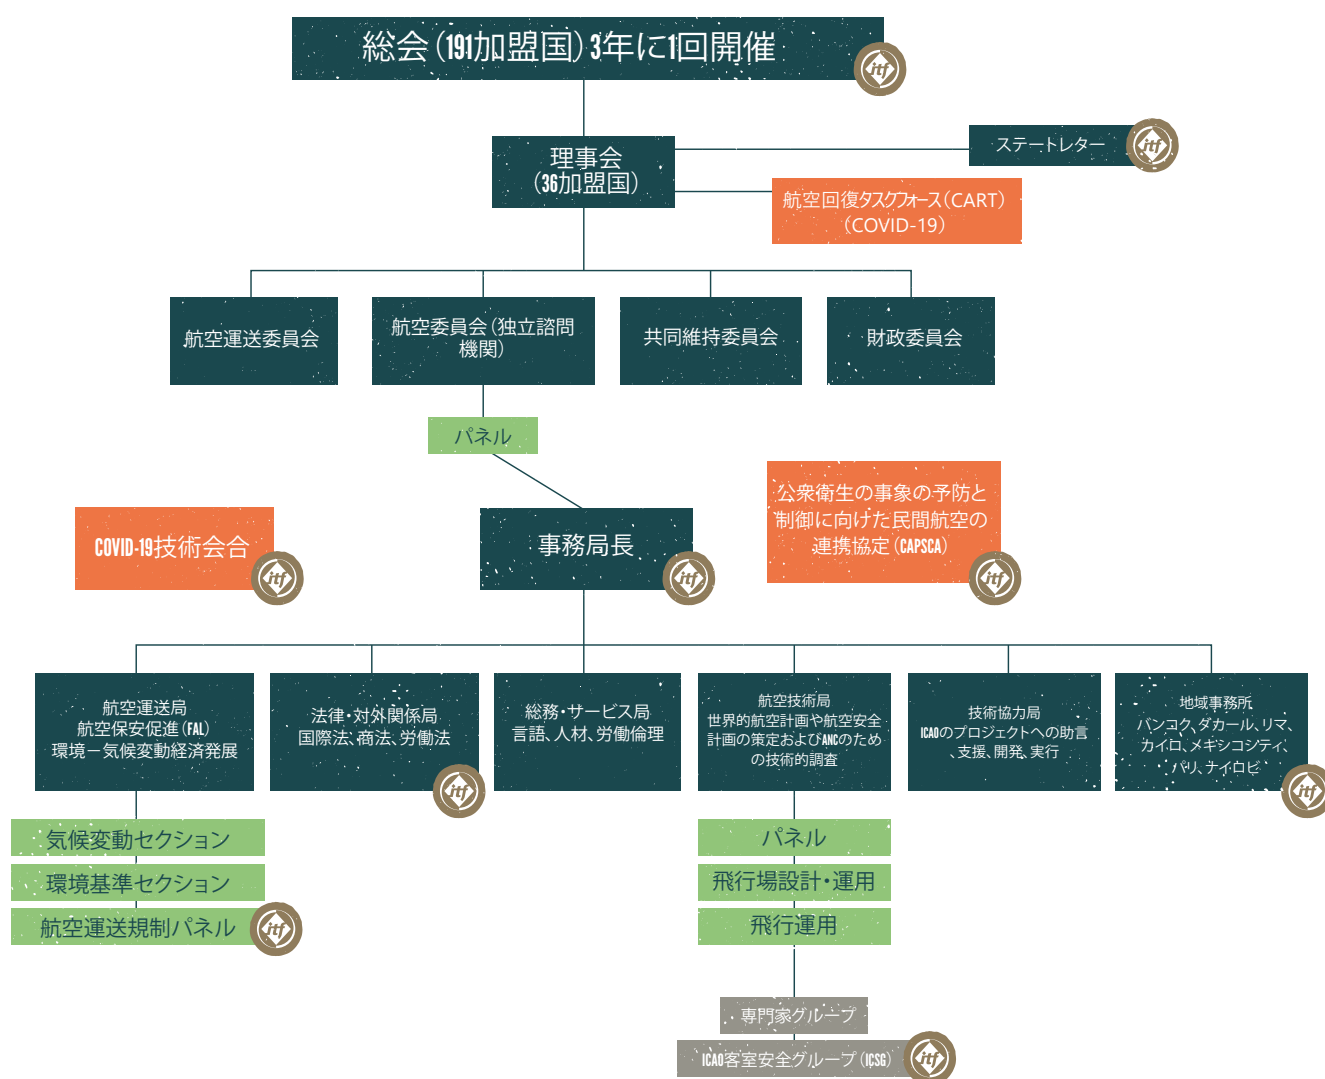 総会（191加盟国）3年に1回開催
itf
理事会
（36加盟国）
ステートレター
itf
航空回復タスクフォース（CART）
（COVID-19）
航空運送委員会
航空委員会（独立諮問
機関）
共同維持委員会
財政委員会
パネル
COVID-19技術会合
itf
事務局長
itf
公衆衛生の事象の予防と
制御に向けた民間航空の
連携協定（CAPSCA）
itf
航空運送局
航空保安促進（FAL）
環境－気候変動経済発展
法律・対外関係局
国際法、商法、労働法
itf
総務・サービス局
言語、人材、労働倫理
航空技術局
世界的航空計画や航空安全
計画の策定およびANCのため
の技術的調査
技術協力局
ICAOのプロジェクトへの助言
、支援、開発、実行
地域事務所
バンコク、ダカール、リマ、
カイロ、メギシコシティ、
パリ、ナイロビ
itf
気候変動セクション
環境基準セクション
航空運送規制パネル
itf
パネル
飛行場設計・運用
飛行運用
専門家グループ
ICAO客室安全グループ（ICSG）
itf